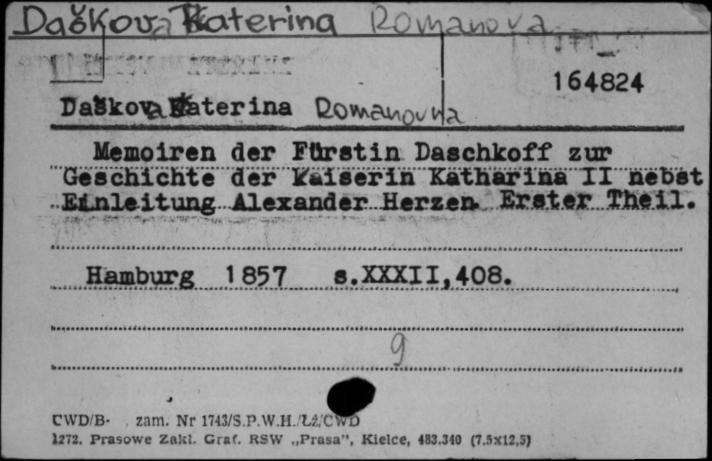 Daškova Katerina Romanovna
164824
Daškova Katerina Romanovna
Memoiren der Fürstin Daschkoff zur
Geschichte der Kaiserin Katharina II nebst
Einleitung Alexander Herzen. Erster Theil.
Hamburg 1857 s.XXXII,408.
9
CWD/B- . zam. Nr 1743/S.P.W.H./Łż/CWD
1272. Prasowe Zakł. Graf. RSW „Prasa”, Kielce, 483.340 (7,5x12,5)